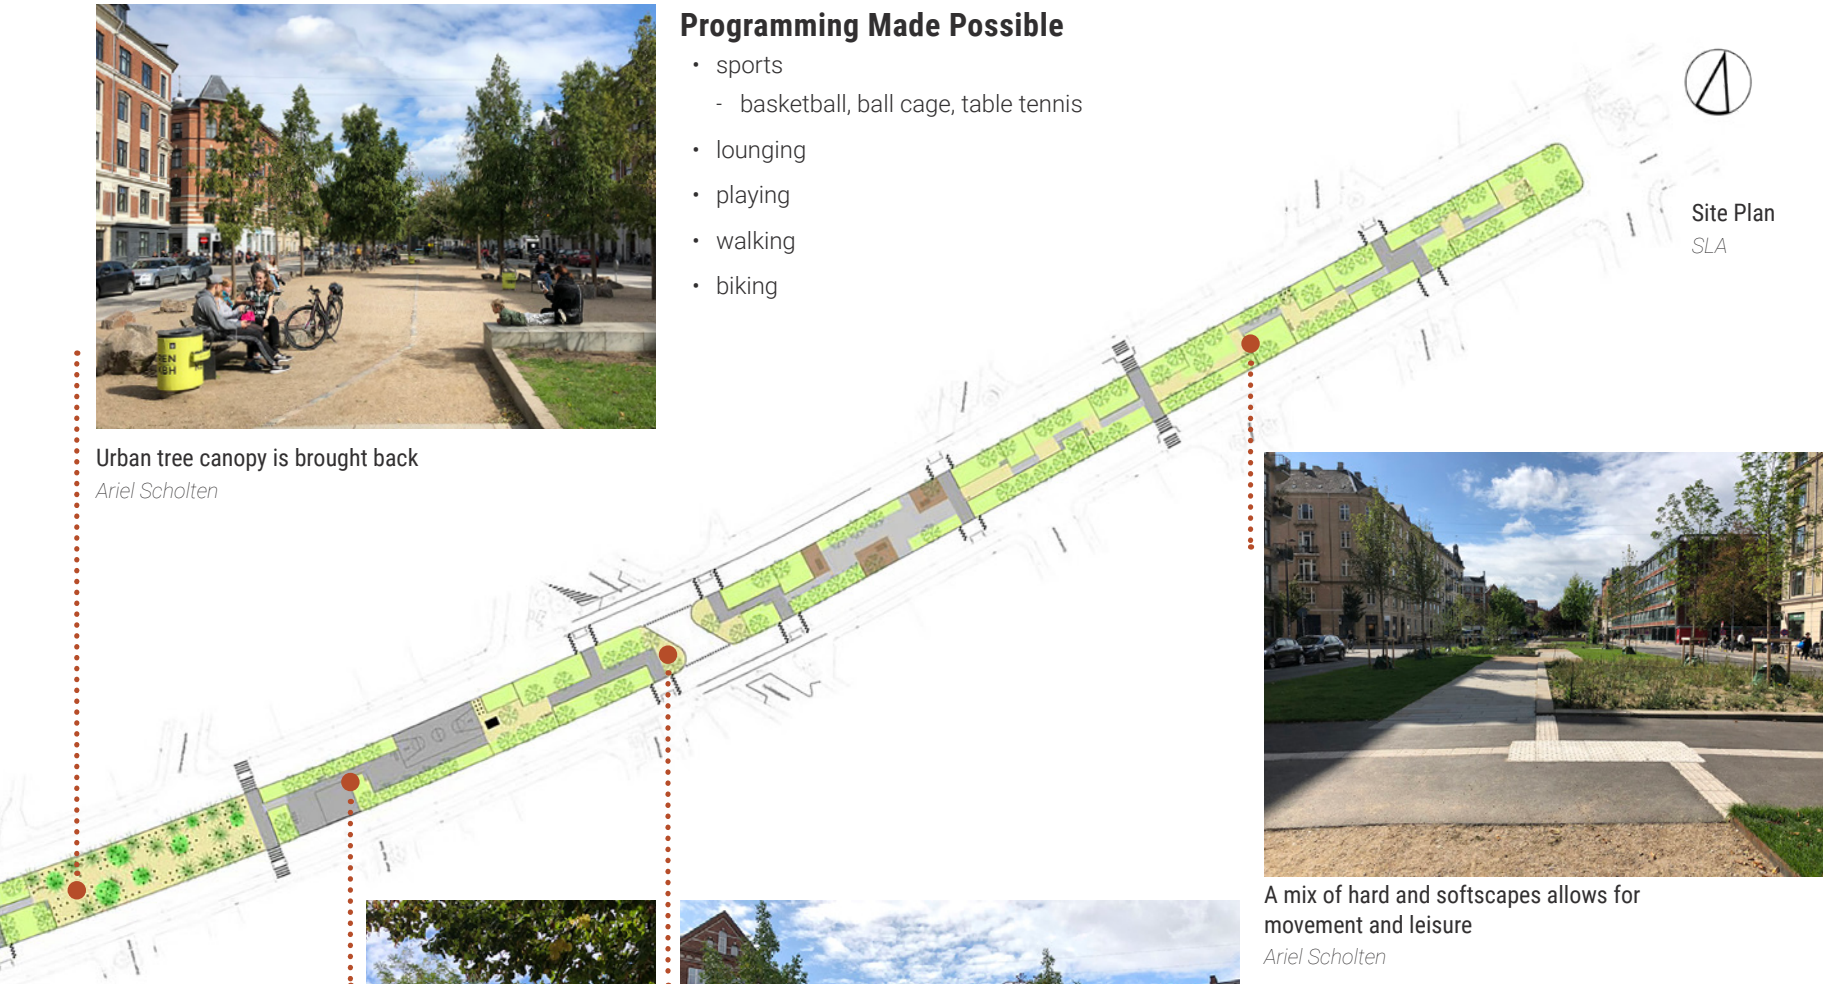 Programming Made Possible
• sports
- basketball, ball cage, table tennis
• lounging
• playing
• walking
• biking
Site Plan
SLA
Urban tree canopy is brought back
Ariel Scholten
A mix of hard and softscapes allows for
movement and leisure
Ariel Scholten